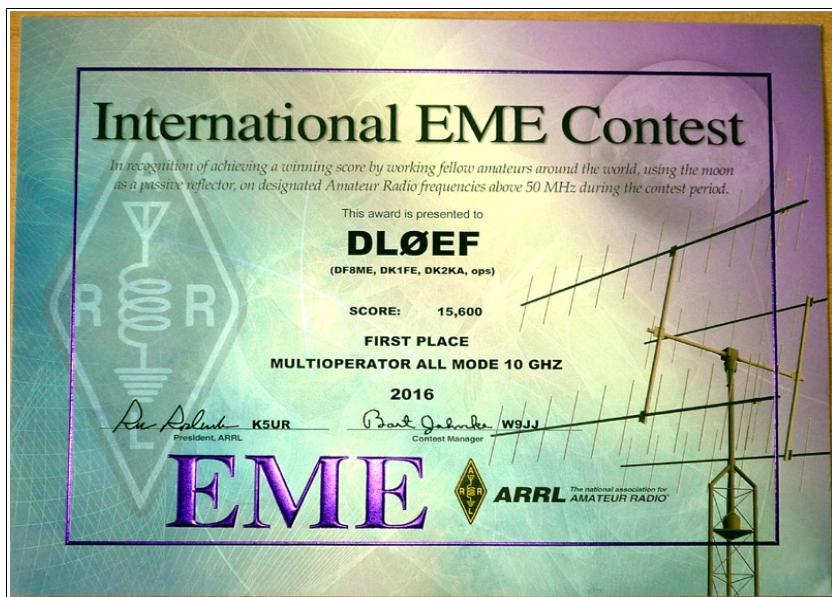 International EME Contest
In recognition of achieving a winning score by working fellow amateurs around the world, using the moon
as a passive reflector, on designated Amateur Radio frequencies above 50 MHz during the contest period.
This award is presented to
DLØEF
(DF8ME, DK1FE, DK2KA, ops)
SCORE: 15,600
FIRST PLACE
MULTIOPERATOR ALL MODE 10 GHZ
2016
K5UR Bart Jahnke W9JJ
President, ARRL Contest Manager
A
R R
L
EME
A
R R
L
ARRL The national association for
AMATEUR RADIO®